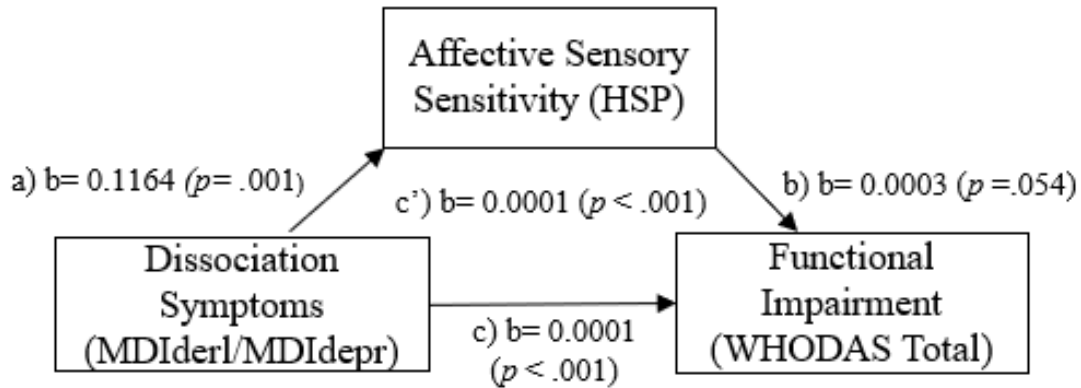 Affective Sensory
Sensitivity (HSP)
a) b= 0.1164 (p= .001)
c’) b= 0.0001 (p < .001)
b) b= 0.0003 (p =.054)
Dissociation
Symptoms
(MDIderl/MDIdepr)
c) b= 0.0001
(p < .001)
Functional
Impairment
(WHODAS Total)